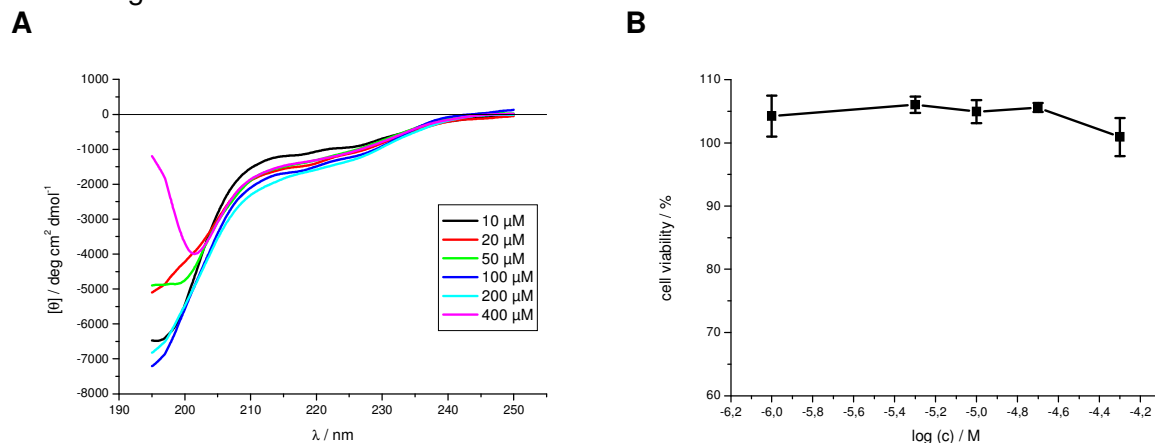 A
B
1000
0
-1000
-2000
-3000
-4000
-5000
-6000
-7000
-8000
190
200
210
220
230
240
250
λ / nm
[θ] / deg cm² dmol⁻¹
10 µM
20 µM
50 µM
100 µM
200 µM
400 µM
110
100
90
80
70
60
-6,2 -6,0 -5,8 -5,6 -5,4 -5,2 -5,0 -4,8 -4,6 -4,4 -4,2
log (c) / M
cell viability / %